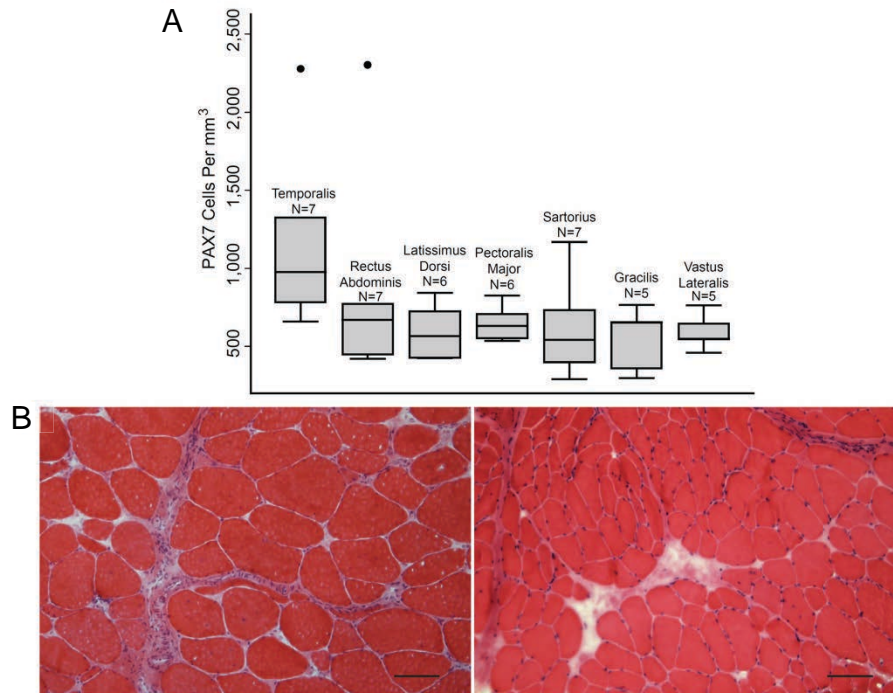 A
PAX7 Cells Per mm³
2,500
2,000
1,500
1,000
500
Temporalis
N=7
Rectus
Abdominis
N=7
Latissimus
Dorsi
N=6
Pectoralis
Major
N=6
Sartorius
N=7
Gracilis
N=5
Vastus
Lateralis
N=5
B